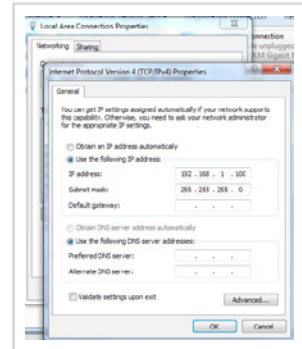 Local Area Connection Properties
onnection
Networking Sharing
Internet Protocol Version 4 (TCP/IPv4) Properties
General
You can get IP settings assigned automatically if your network supports
this capability. Otherwise, you need to ask your network administrator
for the appropriate IP settings.
Obtain an IP address automatically
Use the following IP address:
IP address: 192 . 168 . 1 . 100
Subnet mask: 255 . 255 . 255 . 0
Default gateway: . . .
Obtain DNS server address automatically
Use the following DNS server addresses:
Preferred DNS server: . . .
Alternate DNS server: . . .
Validate settings upon exit
Advanced...
OK Cancel